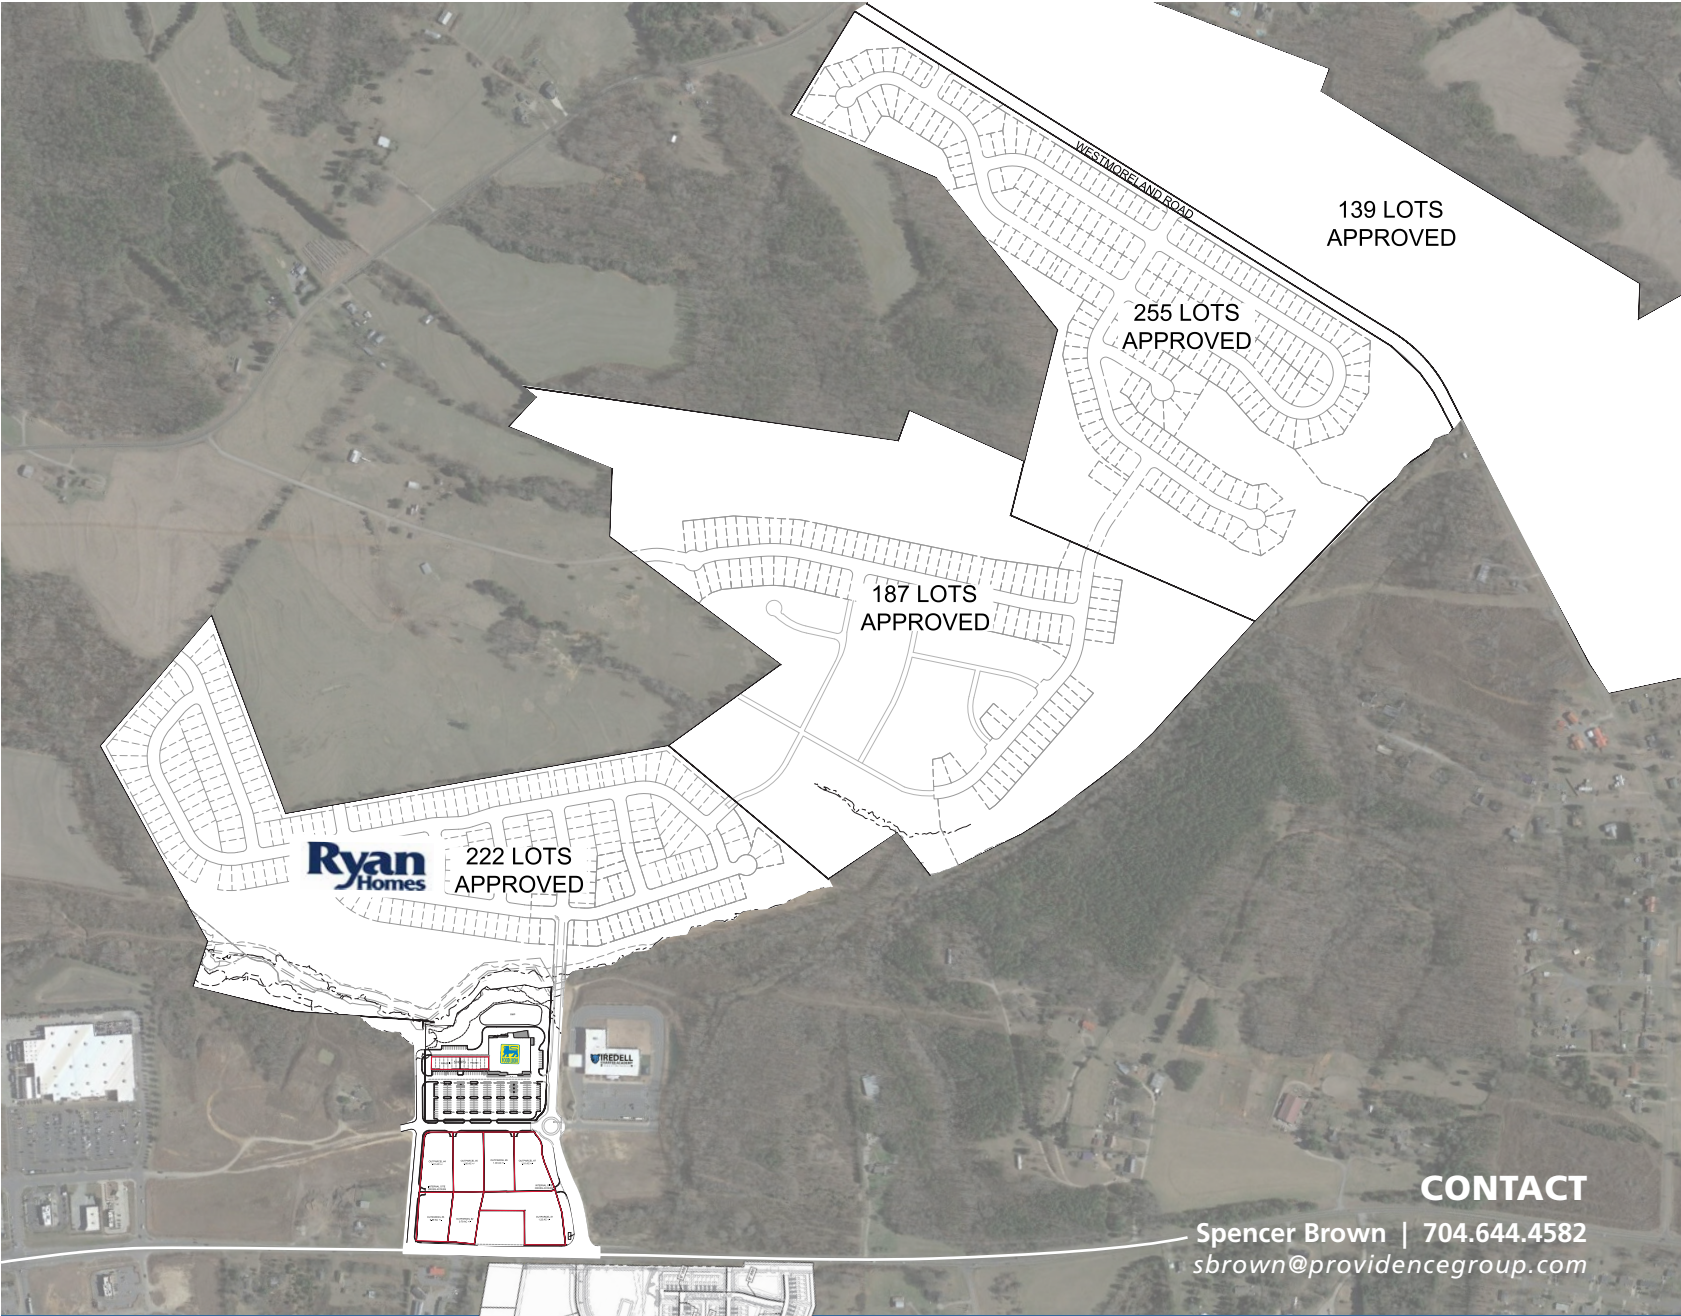 WESTMORELAND ROAD
139 LOTS
APPROVED
255 LOTS
APPROVED
187 LOTS
APPROVED
Ryan
Homes
222 LOTS
APPROVED
IREDELL
CONTACT
Spencer Brown | 704.644.4582
sbrown@providencegroup.com